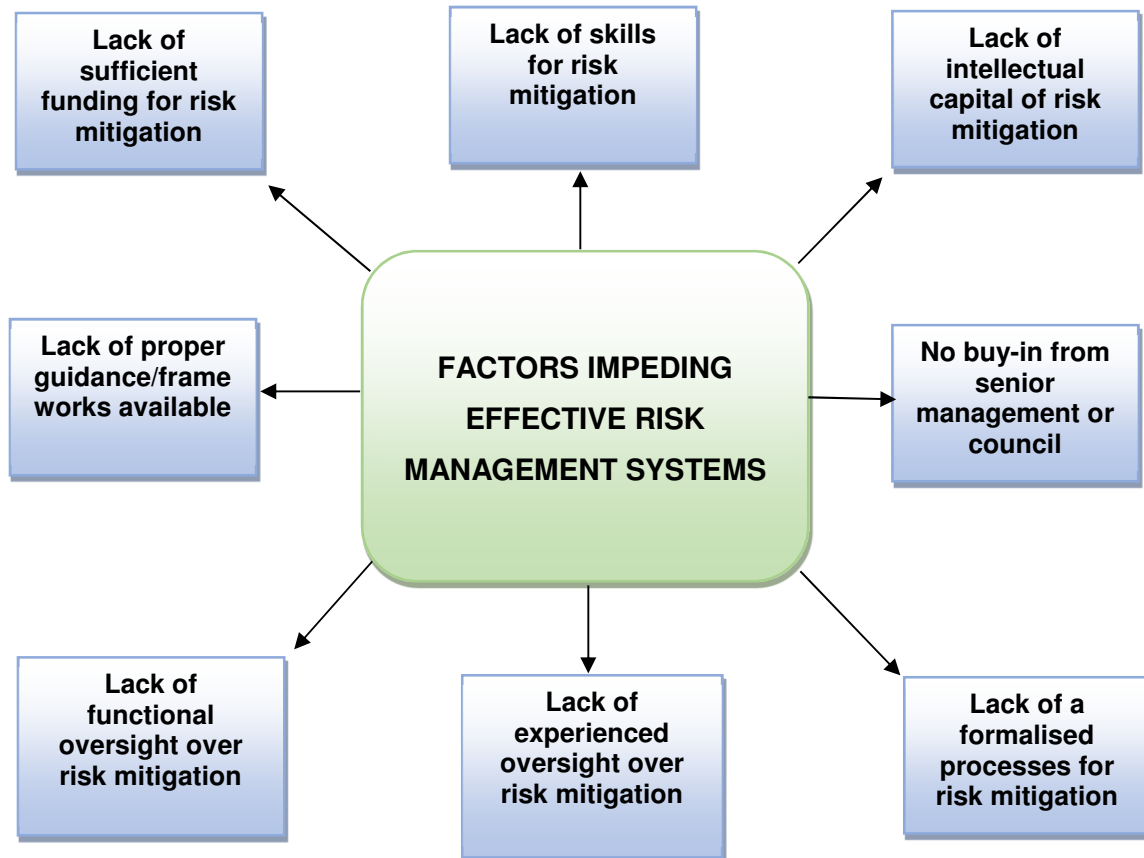 Lack of
sufficient
funding for risk
mitigation
Lack of skills
for risk
mitigation
Lack of
intellectual
capital of risk
mitigation
Lack of proper
guidance/frame
works available
FACTORS IMPEDING
EFFECTIVE RISK
MANAGEMENT SYSTEMS
No buy-in from
senior
management or
council
Lack of
functional
oversight over
risk mitigation
Lack of
experienced
oversight over
risk mitigation
Lack of a
formalised
processes for
risk mitigation